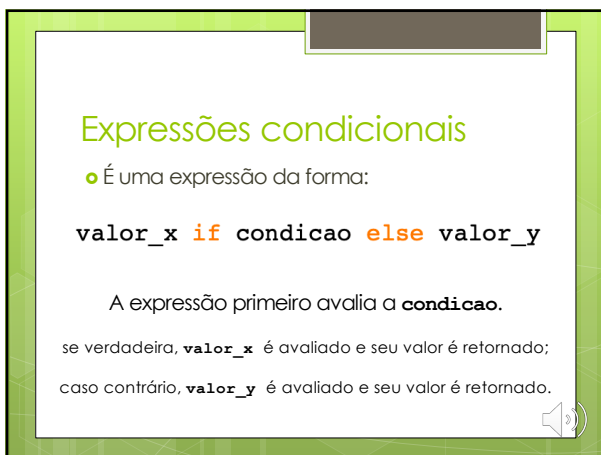 Expressões condicionais
É uma expressão da forma:
valor_x if condicao else valor_y
A expressão primeiro avalia a condicao.
se verdadeira, valor_x é avaliado e seu valor é retornado;
caso contrário, valor_y é avaliado e seu valor é retornado.